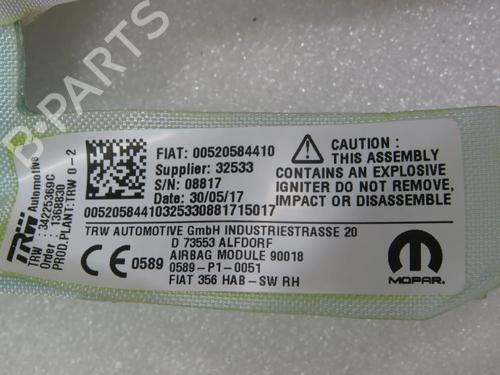 TRW Automotive
TRW : 34225369C
Order : 7368830
PROD.PLANT: TRW 0-2
FIAT: 00520584410
Supplier: 32533
S/N: 08817
Date: 30/05/17
00520584410325330881715017
CAUTION :
THIS ASSEMBLY
CONTAINS AN EXPLOSIVE
IGNITER DO NOT REMOVE,
IMPACT OR DISASSEMBLE
TRW AUTOMOTIVE GmbH INDUSTRIESTRASSE 20
D 73553 ALFDORF
AIRBAG MODULE 90018
CE 0589
0589-P1-0051
FIAT 356 HAB-SW RH
MOPAR
B-PARTS